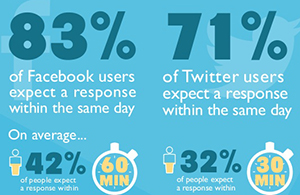 83%
of Facebook users
expect a response
within the same day
71%
of Twitter users
expect a response
within the same day
On average...
42%
of people expect
a response within
60
MIN
32%
of people expect
a response within
30
MIN